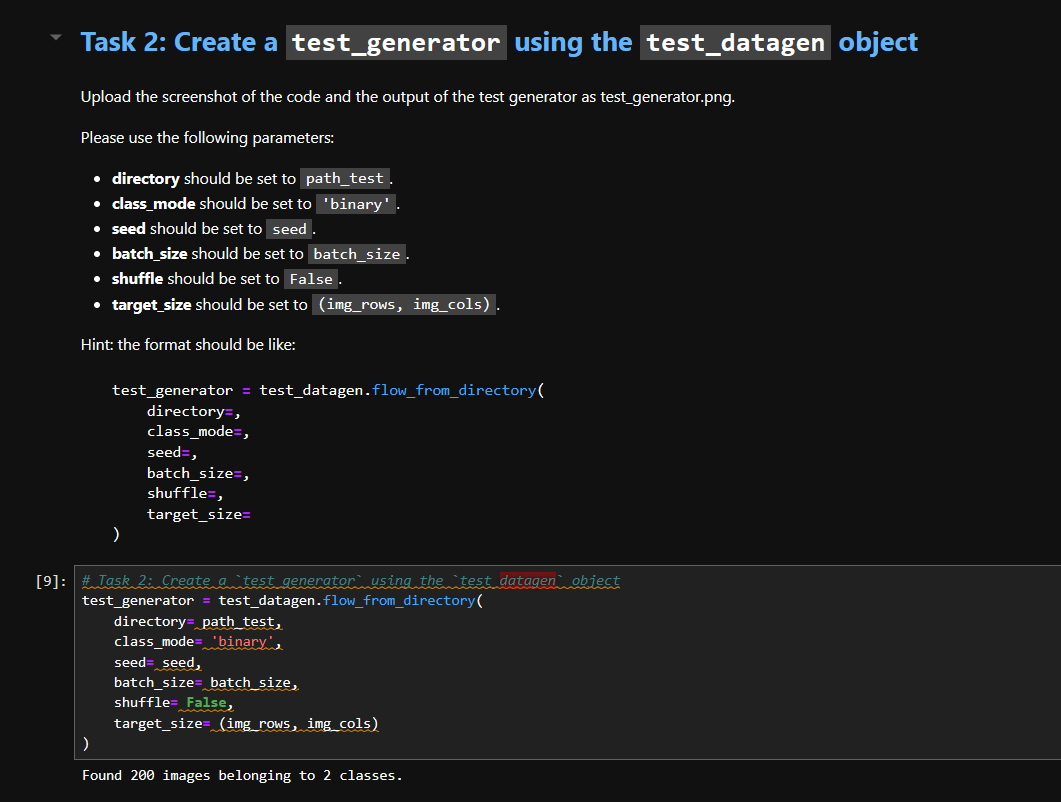 Task 2: Create a test_generator using the test_datagen object
Upload the screenshot of the code and the output of the test generator as test_generator.png.
Please use the following parameters:
• directory should be set to path_test.
• class_mode should be set to 'binary'.
• seed should be set to seed.
• batch_size should be set to batch_size.
• shuffle should be set to False.
• target_size should be set to (img_rows, img_cols).
Hint: the format should be like:
test_generator = test_datagen.flow_from_directory(
    directory=,
    class_mode=,
    seed=,
    batch_size=,
    shuffle=,
    target_size=
)
[9]: # Task 2: Create a `test_generator` using the `test_datagen` object
test_generator = test_datagen.flow_from_directory(
    directory= path_test,
    class_mode= 'binary',
    seed= seed,
    batch_size= batch_size,
    shuffle= False,
    target_size= (img_rows, img_cols)
)
Found 200 images belonging to 2 classes.